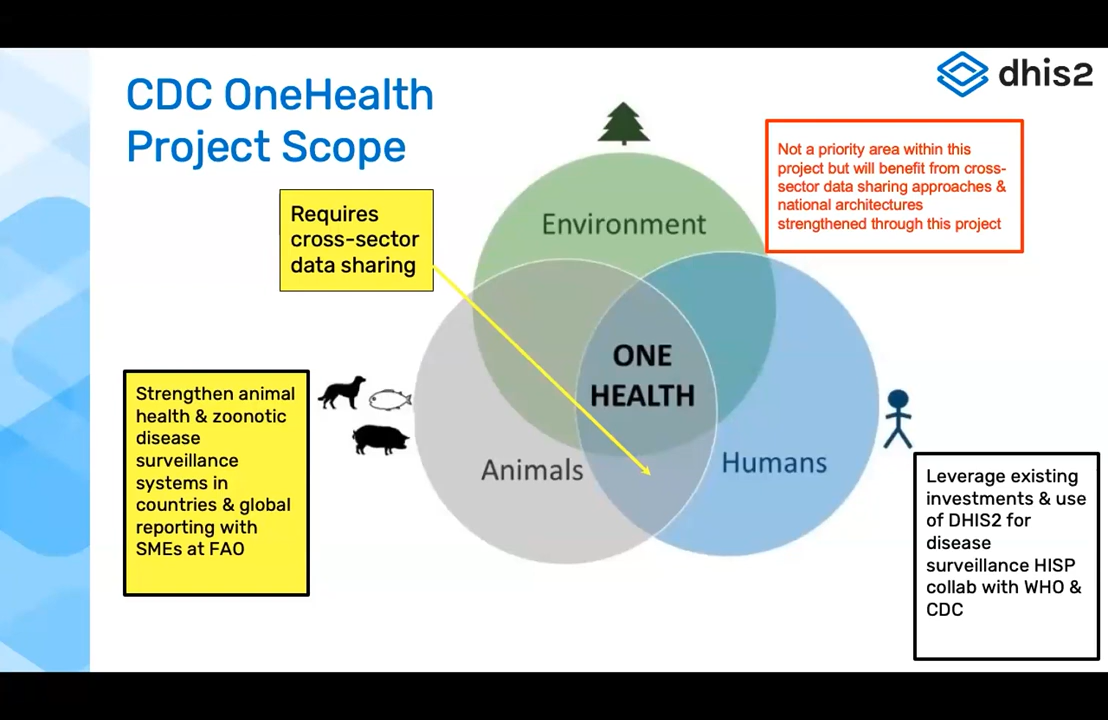 CDC OneHealth
Project Scope
dhis2
Not a priority area within this
project but will benefit from cross-
sector data sharing approaches &
national architectures
strengthened through this project
Requires
cross-sector
data sharing
Environment
ONE
HEALTH
Animals
Humans
Strengthen animal
health & zoonotic
disease
surveillance
systems in
countries & global
reporting with
SMEs at FAO
Leverage existing
investments & use
of DHIS2 for
disease
surveillance HISP
collab with WHO &
CDC